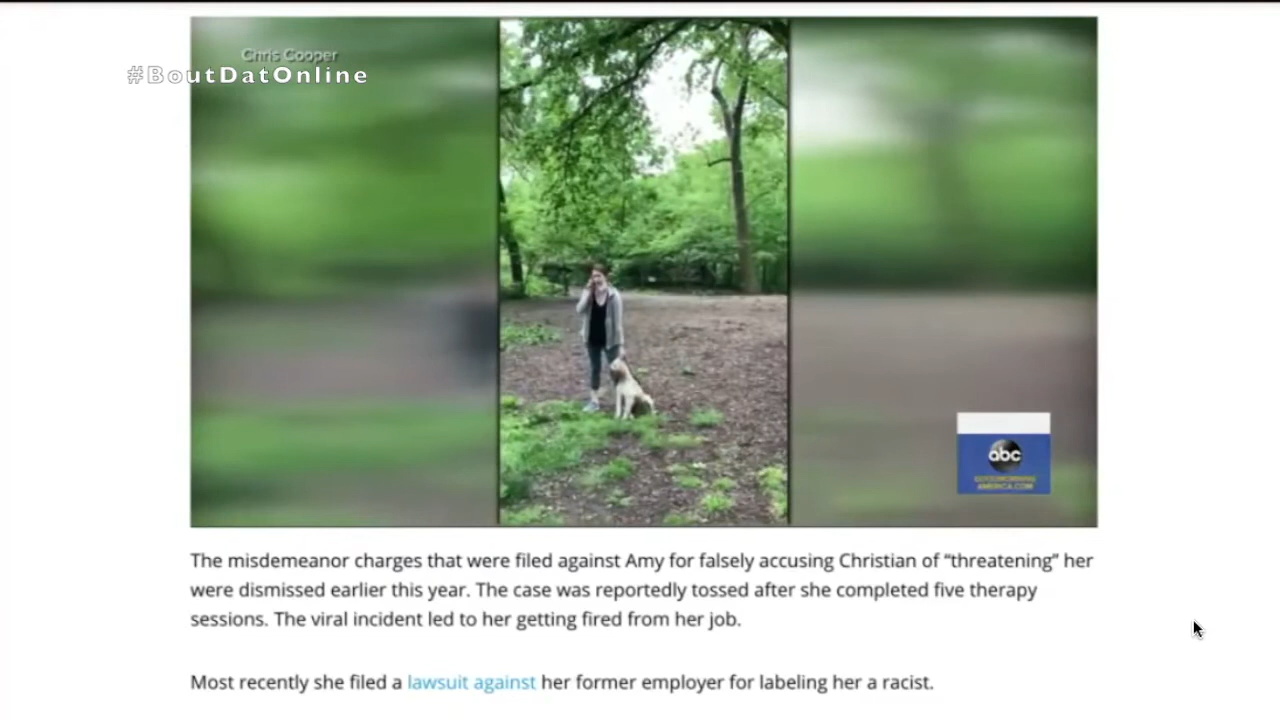 Chris Cooper
#BoutDatOnline
abc
GOODMORNING
AMERICA.COM
The misdemeanor charges that were filed against Amy for falsely accusing Christian of “threatening” her
were dismissed earlier this year. The case was reportedly tossed after she completed five therapy
sessions. The viral incident led to her getting fired from her job.
Most recently she filed a lawsuit against her former employer for labeling her a racist.